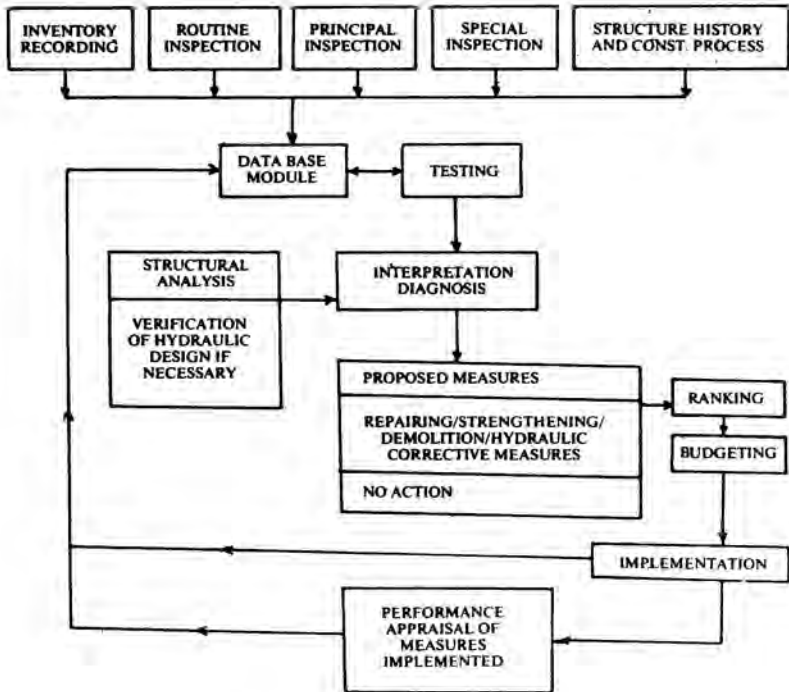 INVENTORY
RECORDING
ROUTINE
INSPECTION
PRINCIPAL
INSPECTION
SPECIAL
INSPECTION
STRUCTURE HISTORY
AND CONST. PROCESS
DATA BASE
MODULE
TESTING
STRUCTURAL
ANALYSIS
VERIFICATION
OF HYDRAULIC
DESIGN IF
NECESSARY
INTERPRETATION
DIAGNOSIS
PROPOSED MEASURES
REPAIRING/STRENGTHENING/
DEMOLITION/HYDRAULIC
CORRECTIVE MEASURES
NO ACTION
RANKING
BUDGETING
IMPLEMENTATION
PERFORMANCE
APPRAISAL OF
MEASURES
IMPLEMENTED